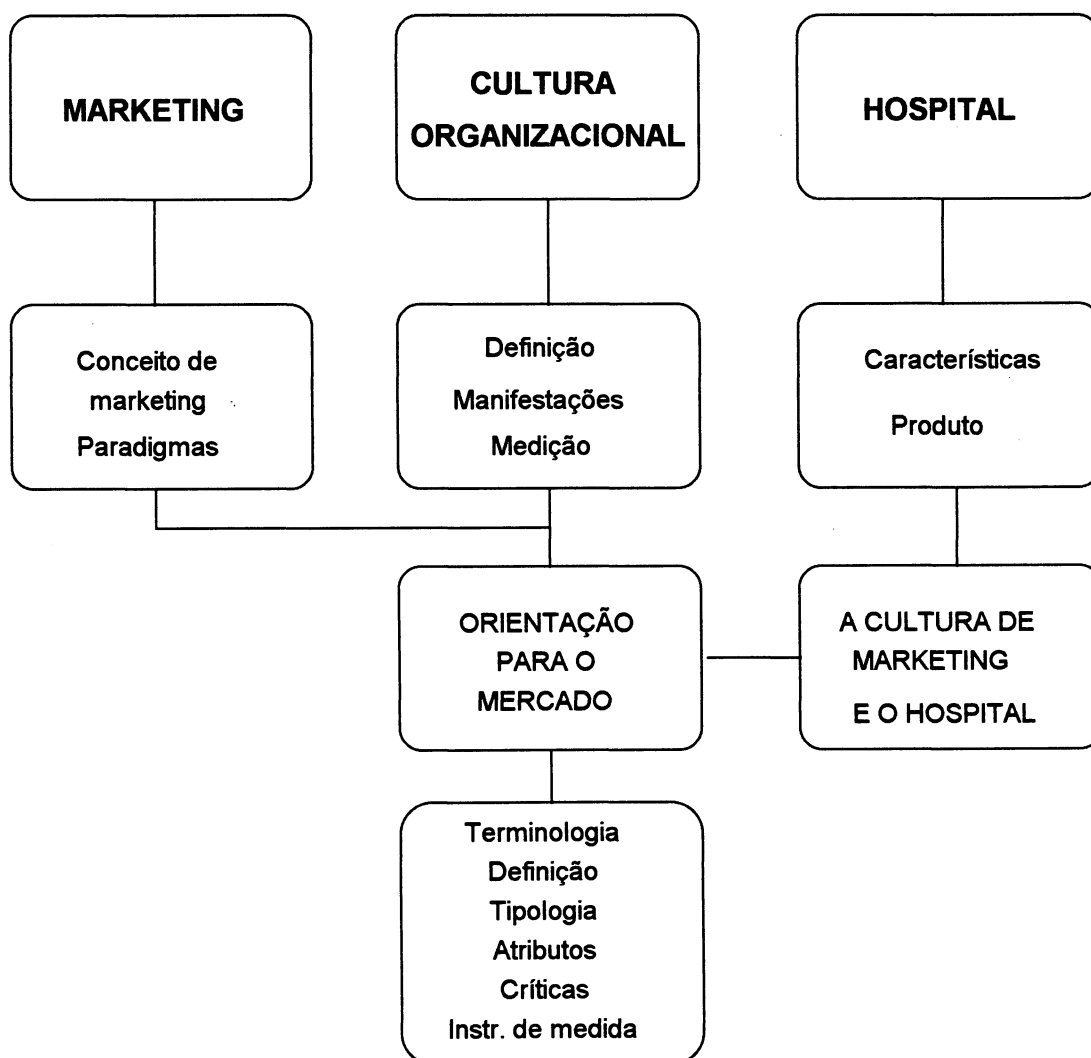 MARKETING
CULTURA
ORGANIZACIONAL
HOSPITAL
Conceito de
marketing
Paradigmas
Definição
Manifestações
Medição
Característícas
Produto
ORIENTAÇÃO
PARA O
MERCADO
A CULTURA DE
MARKETING
E O HOSPITAL
Terminologia
Definição
Tipologia
Atributos
Críticas
Instr. de medida